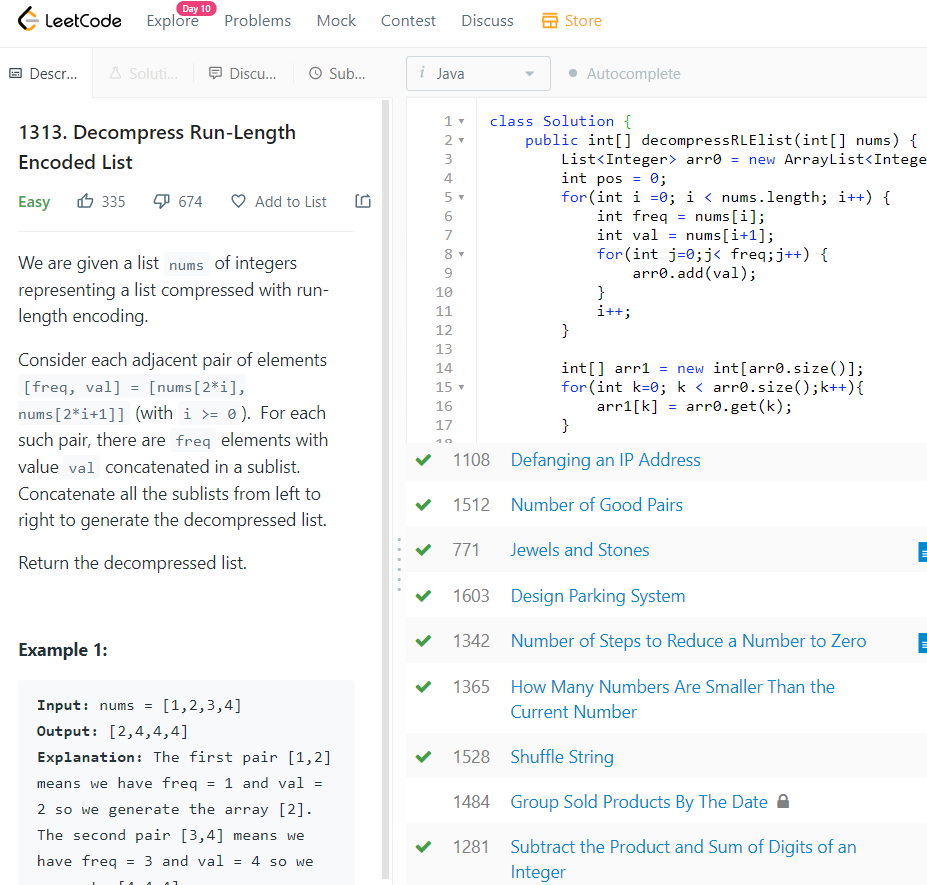 LeetCode
Explore
Day 10
Problems
Mock
Contest
Discuss
Store
Descr...
Soluti...
Discu...
Sub...
i Java
Autocomplete
1313. Decompress Run-Length
Encoded List
Easy
335
674
Add to List
We are given a list nums of integers
representing a list compressed with run-
length encoding.
Consider each adjacent pair of elements
[freq, val] = [nums[2*i],
nums[2*i+1]] (with i >= 0). For each
such pair, there are freq elements with
value val concatenated in a sublist.
Concatenate all the sublists from left to
right to generate the decompressed list.
Return the decompressed list.
Example 1:
Input: nums = [1,2,3,4]
Output: [2,4,4,4]
Explanation: The first pair [1,2]
means we have freq = 1 and val =
2 so we generate the array [2].
The second pair [3,4] means we
have freq = 3 and val = 4 so we
1 class Solution {
2 public int[] decompressRLElist(int[] nums) {
3 List<Integer> arr0 = new ArrayList<Intege
4 int pos = 0;
5 for(int i =0; i < nums.length; i++) {
6 int freq = nums[i];
7 int val = nums[i+1];
8 for(int j=0;j< freq;j++) {
9 arr0.add(val);
10 }
11 i++;
12 }
13
14 int[] arr1 = new int[arr0.size()];
15 for(int k=0; k < arr0.size();k++){
16 arr1[k] = arr0.get(k);
17 }
1108 Defanging an IP Address
1512 Number of Good Pairs
771 Jewels and Stones
1603 Design Parking System
1342 Number of Steps to Reduce a Number to Zero
1365 How Many Numbers Are Smaller Than the
Current Number
1528 Shuffle String
1484 Group Sold Products By The Date
1281 Subtract the Product and Sum of Digits of an
Integer